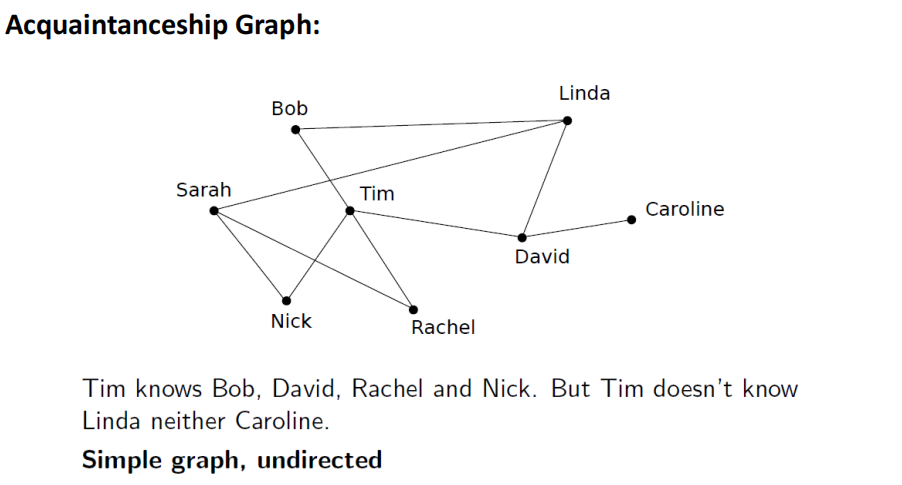 Acquaintanceship Graph:
Linda
Bob
Sarah
Tim
Caroline
David
Nick
Rachel
Tim knows Bob, David, Rachel and Nick. But Tim doesn't know
Linda neither Caroline.
Simple graph, undirected